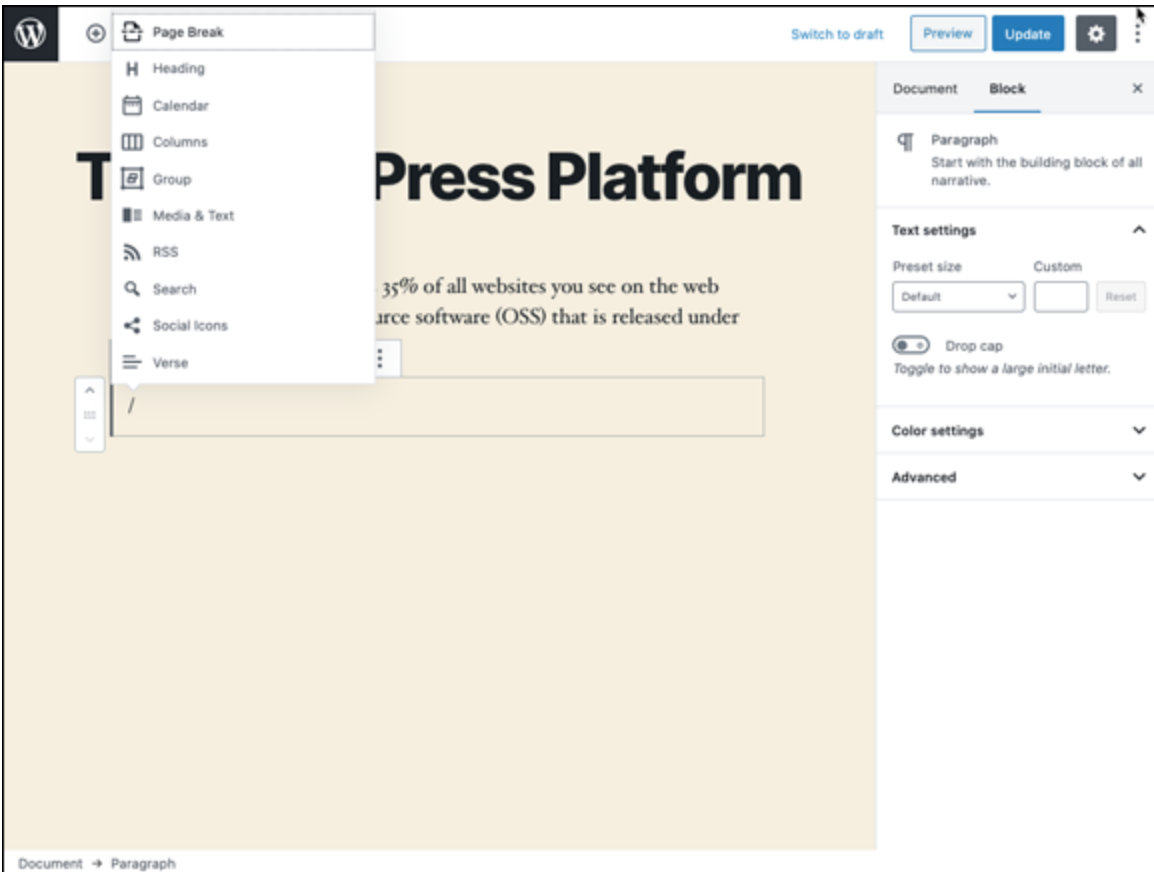 Page Break
Switch to draft
Preview
Update
Heading
Calendar
Columns
Group
Media & Text
RSS
Search
Social Icons
Verse
T Press Platform
35% of all websites you see on the web
source software (OSS) that is released under
/
Document
Block
Paragraph
Start with the building block of all
narrative.
Text settings
Preset size
Custom
Default
Reset
Drop cap
Toggle to show a large initial letter.
Color settings
Advanced
Document → Paragraph